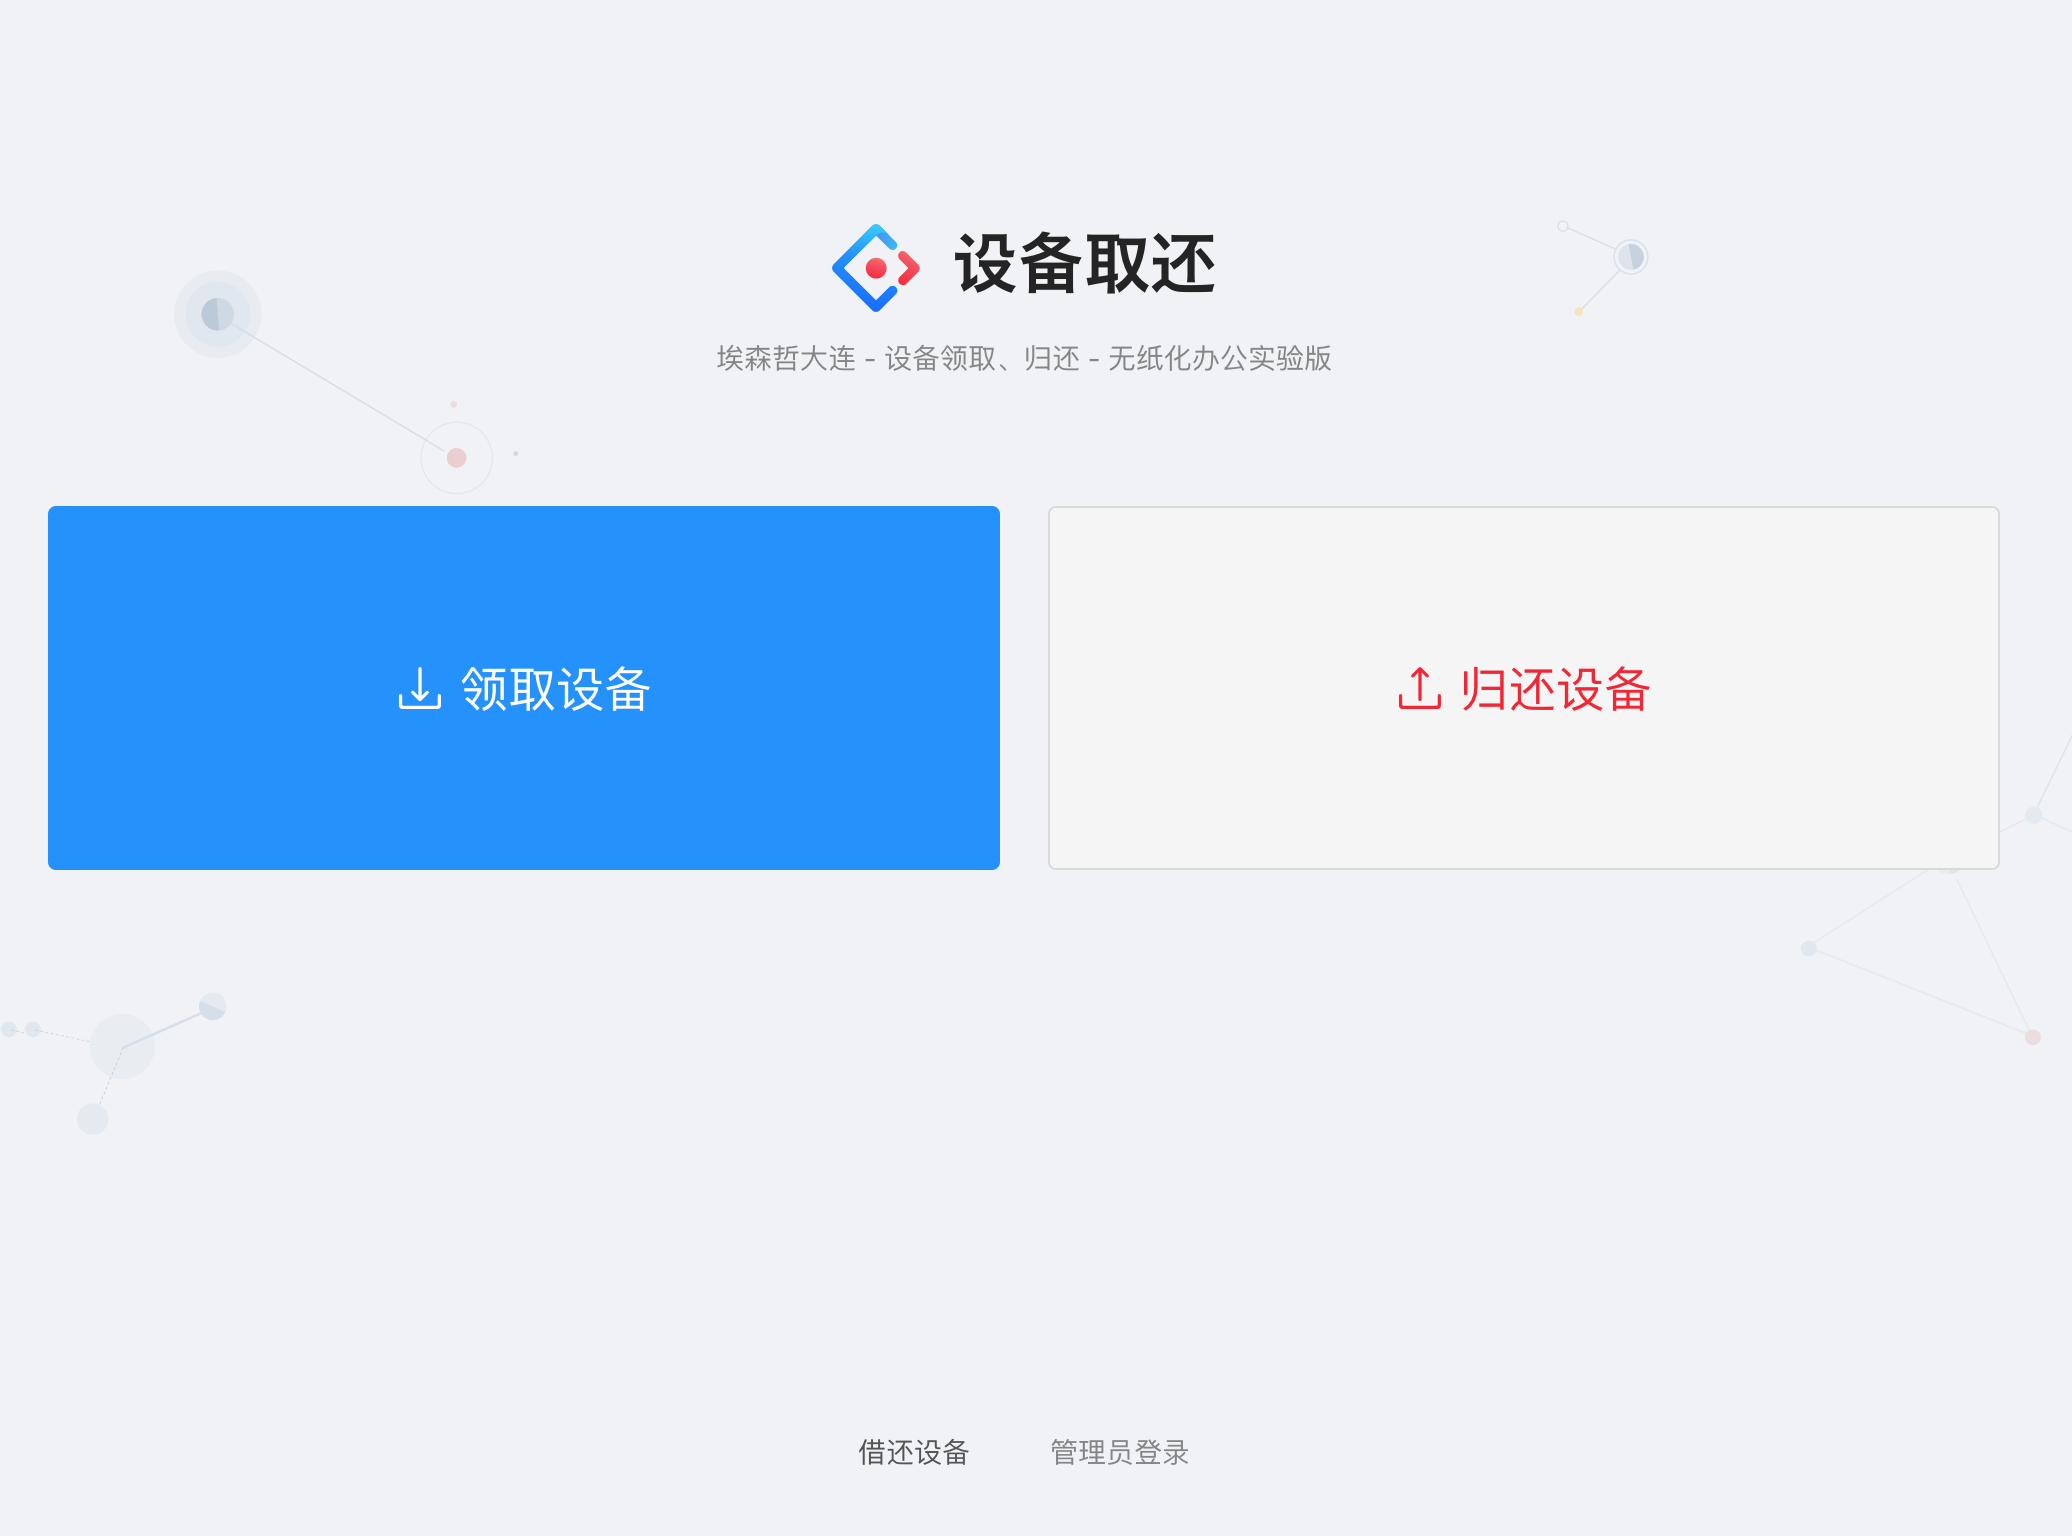 设备取还
埃森哲大连 - 设备领取、归还 - 无纸化办公实验版
领取设备
归还设备
借还设备
管理员登录